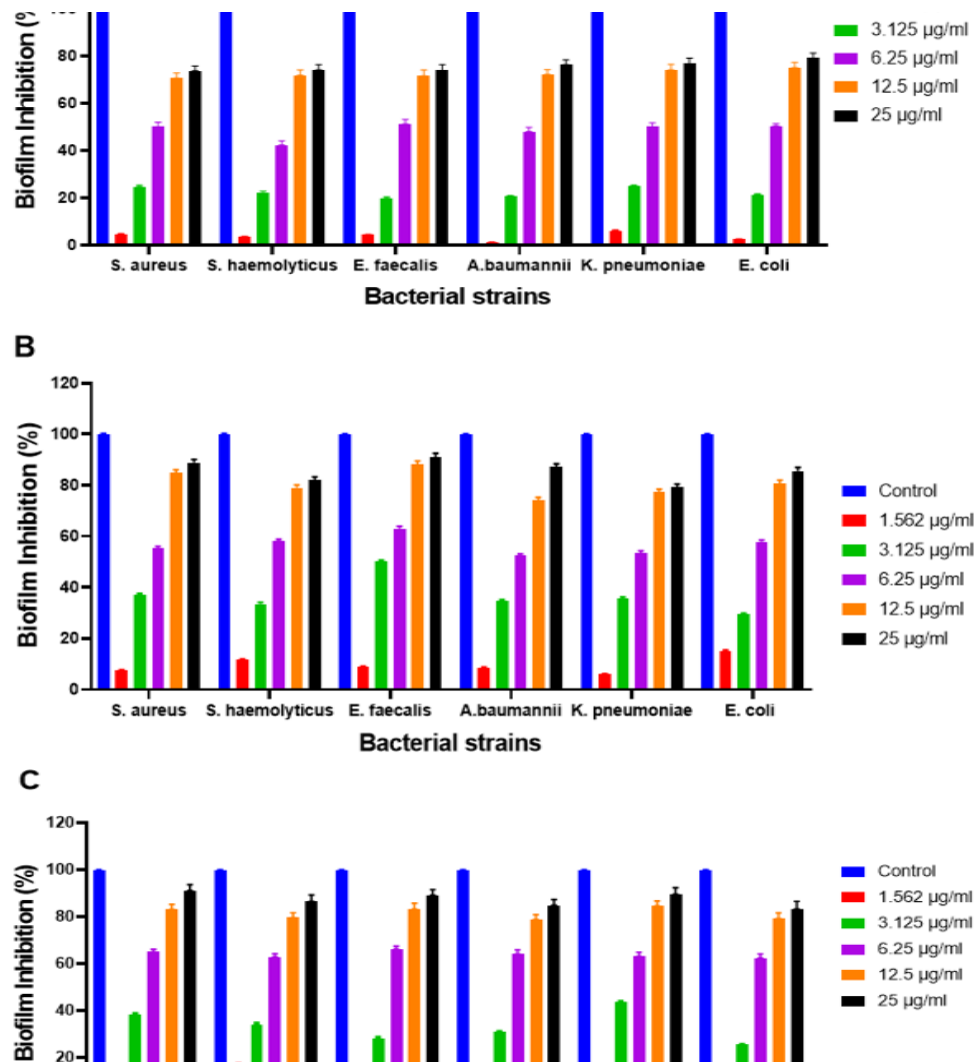 Biofilm Inhibition (%
3.125 µg/ml
6.25 µg/ml
12.5 µg/ml
25 µg/ml
80
60
40
20
0
S. aureus S. haemolyticus E. faecalis A.baumannii K. pneumoniae E. coli
Bacterial strains
B
Biofilm Inhibition (%)
120
100
80
60
40
20
0
Control
1.562 µg/ml
3.125 µg/ml
6.25 µg/ml
12.5 µg/ml
25 µg/ml
S. aureus S. haemolyticus E. faecalis A.baumannii K. pneumoniae E. coli
Bacterial strains
C
Biofilm Inhibition (%)
120
100
80
60
40
20
Control
1.562 µg/ml
3.125 µg/ml
6.25 µg/ml
12.5 µg/ml
25 µg/ml